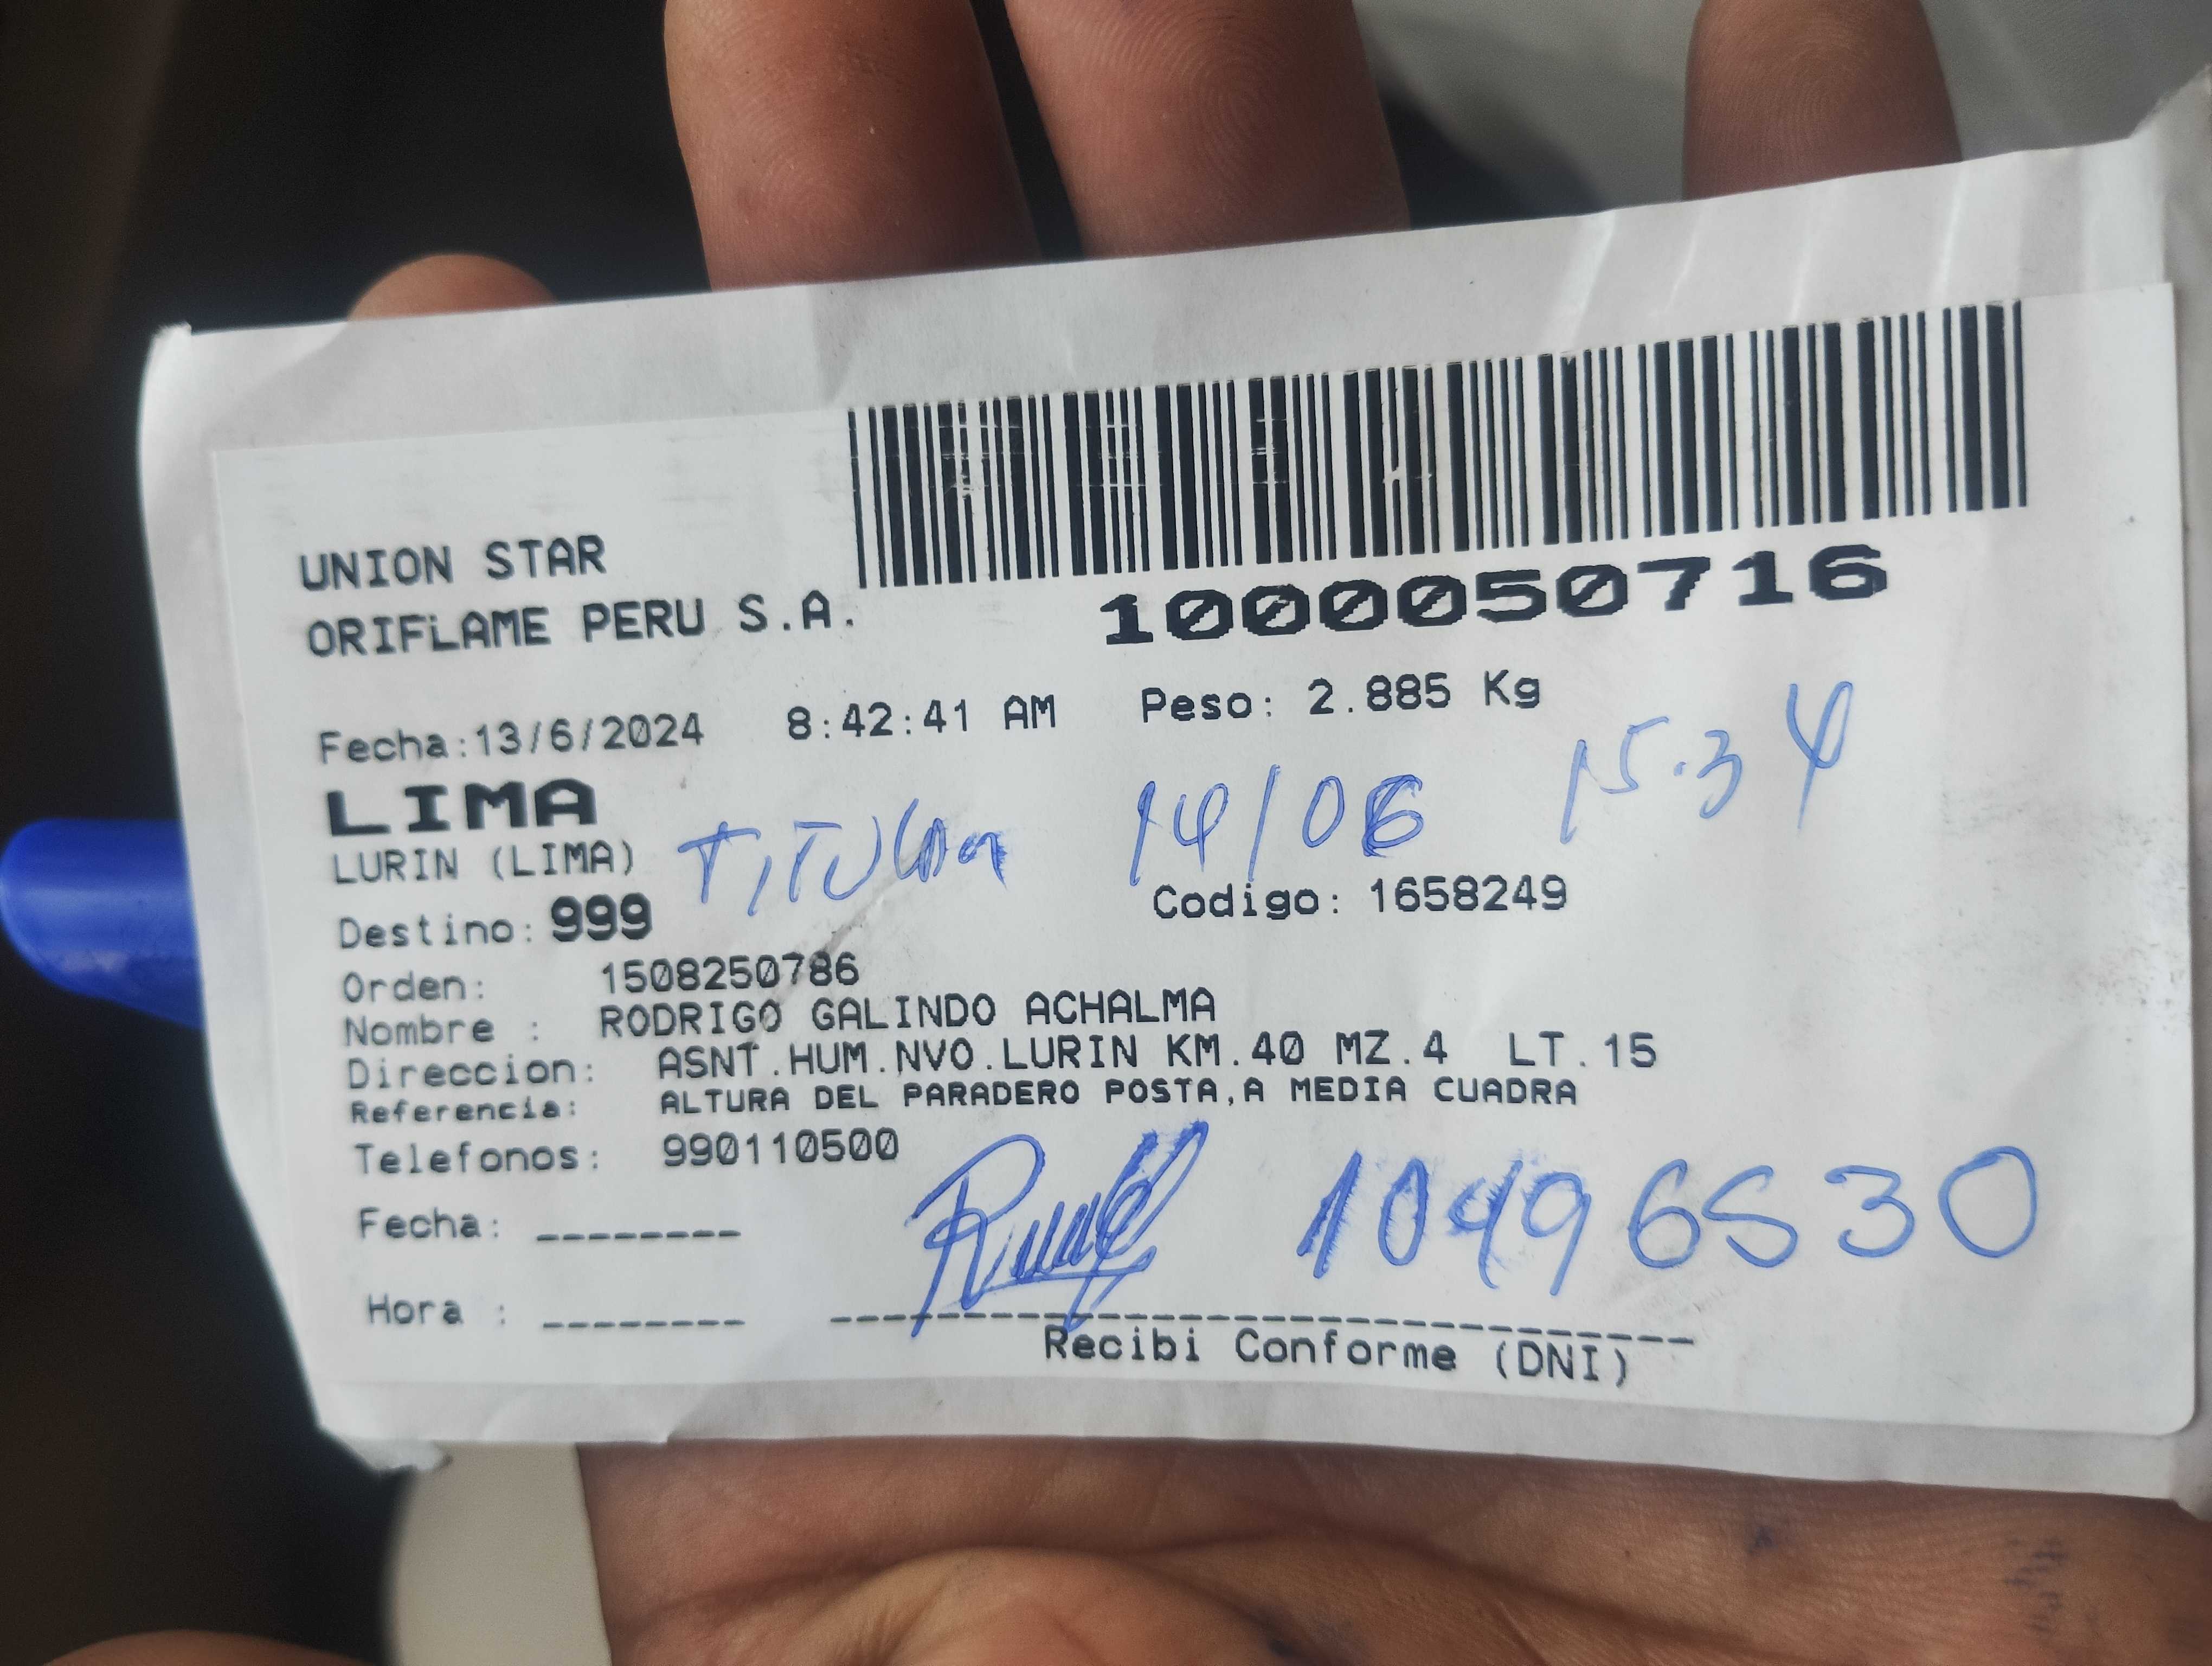 UNION STAR
ORIFLAME PERU S.A.
1000050716
Fecha:13/6/2024 8:42:41 AM Peso: 2.885 Kg
15.34
LIMA
LURIN (LIMA) TITULAR 14/06
Destino: 999 Codigo: 1658249
Orden: 1508250786
Nombre : RODRIGO GALINDO ACHALMA
Direccion: ASNT.HUM.NVO.LURIN KM.40 MZ.4 LT.15
Referencia: ALTURA DEL PARADERO POSTA,A MEDIA CUADRA
Telefonos: 990110500
Fecha: --------
10496530
Hora : --------
Recibi Conforme (DNI)